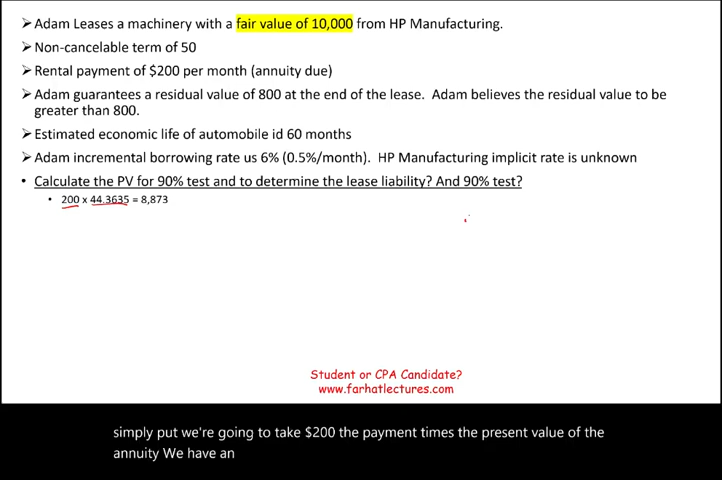 ➢ Adam Leases a machinery with a fair value of 10,000 from HP Manufacturing.
➢ Non-cancelable term of 50
➢ Rental payment of $200 per month (annuity due)
➢ Adam guarantees a residual value of 800 at the end of the lease.  Adam believes the residual value to be
greater than 800.
➢ Estimated economic life of automobile id 60 months
➢ Adam incremental borrowing rate us 6% (0.5%/month).  HP Manufacturing implicit rate is unknown
• Calculate the PV for 90% test and to determine the lease liability? And 90% test?
• 200 x 44.3635 = 8,873
Student or CPA Candidate?
www.farhatlectures.com
simply put we're going to take $200 the payment times the present value of the
annuity We have an